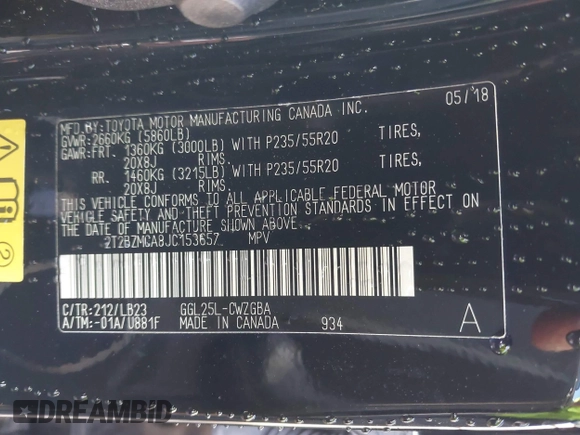 MFD.BY:TOYOTA MOTOR MANUFACTURING CANADA INC. 05/18
GVWR:2660KG (5860LB)
GAWR:FRT. 1360KG (3000LB) WITH P235/55R20 TIRES,
20X8J RIMS.
RR. 1460KG (3215LB) WITH P235/55R20 TIRES,
20X8J RIMS.
THIS VEHICLE CONFORMS TO ALL APPLICABLE FEDERAL MOTOR
VEHICLE SAFETY AND THEFT PREVENTION STANDARDS IN EFFECT ON
THE DATE OF MANUFACTURE SHOWN ABOVE.
2T2BZMCA8JC153657 MPV
C/TR:212/LB23 GGL25L-CWZGBA
A/TM:-01A/U881F MADE IN CANADA 934 A
2
DREAMBID